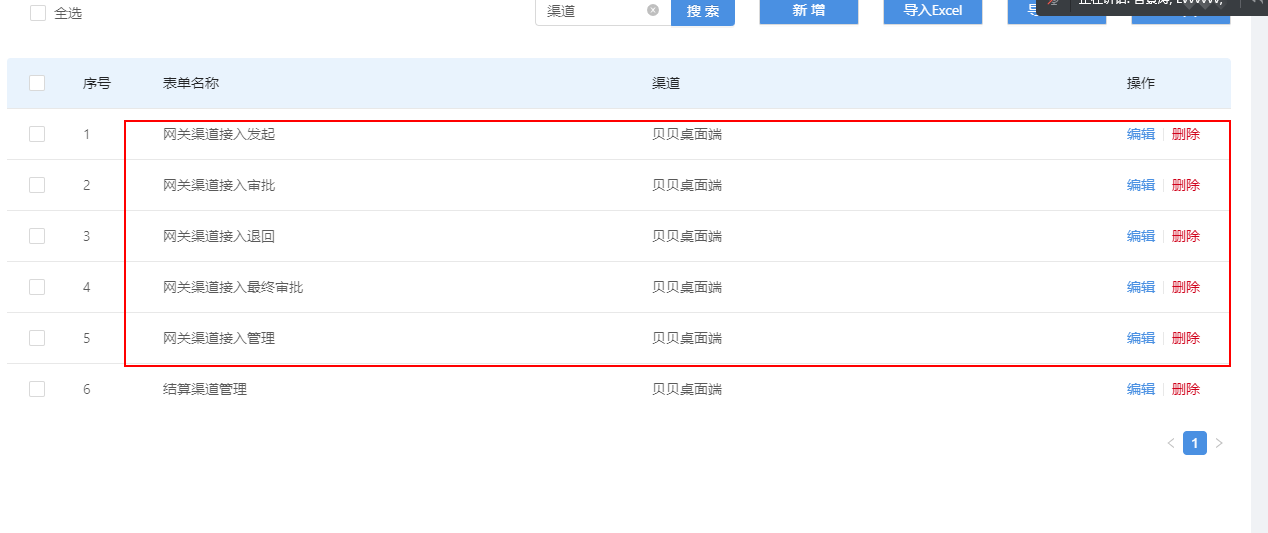 全选
渠道
搜 索
新 增
导入Excel
序号 表单名称 渠道 操作
1 网关渠道接入发起 贝贝桌面端 编辑 删除
2 网关渠道接入审批 贝贝桌面端 编辑 删除
3 网关渠道接入退回 贝贝桌面端 编辑 删除
4 网关渠道接入最终审批 贝贝桌面端 编辑 删除
5 网关渠道接入管理 贝贝桌面端 编辑 删除
6 结算渠道管理 贝贝桌面端 编辑 删除
1